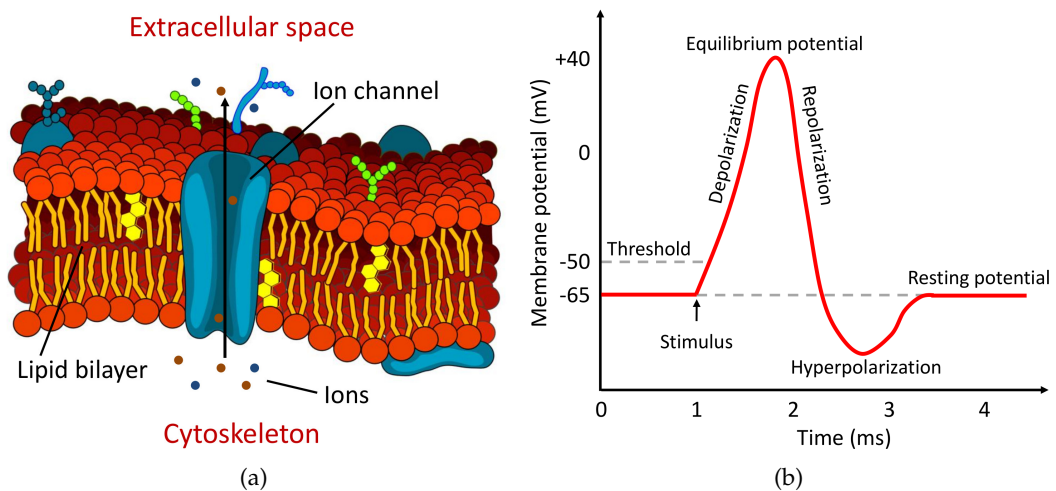 Extracellular space
Ion channel
Lipid bilayer
Ions
Cytoskeleton
(a)
Membrane potential (mV)
+40
0
-50
-65
Equilibrium potential
Depolarization
Repolarization
Threshold
Resting potential
Stimulus
Hyperpolarization
0 1 2 3 4
Time (ms)
(b)